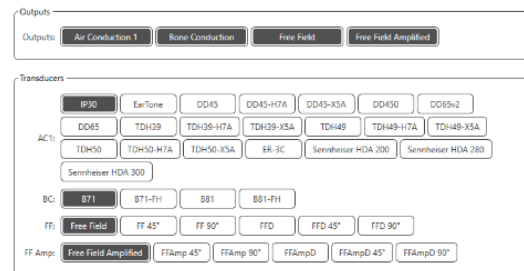 Outputs
Outputs: Air Conduction 1 Bone Conduction Free Field Free Field Amplified
Transducers
IP30 EarTone DD45 DD45-H7A DD45-X5A DD450 DD65v2
DD65 TDH39 TDH39-H7A TDH39-X5A TDH49 TDH49-H7A TDH49-X5A
AC1:
TDH50 TDH50-H7A TDH50-X5A ER-3C Sennheiser HDA 200 Sennheiser HDA 280
Sennheiser HDA 300
BC: B71 B71-FH B81 B81-FH
FF: Free Field FF 45° FF 90° FFD FFD 45° FFD 90°
FF Amp: Free Field Amplified FFAmp 45° FFAmp 90° FFAmpD FFAmpD 45° FFAmpD 90°